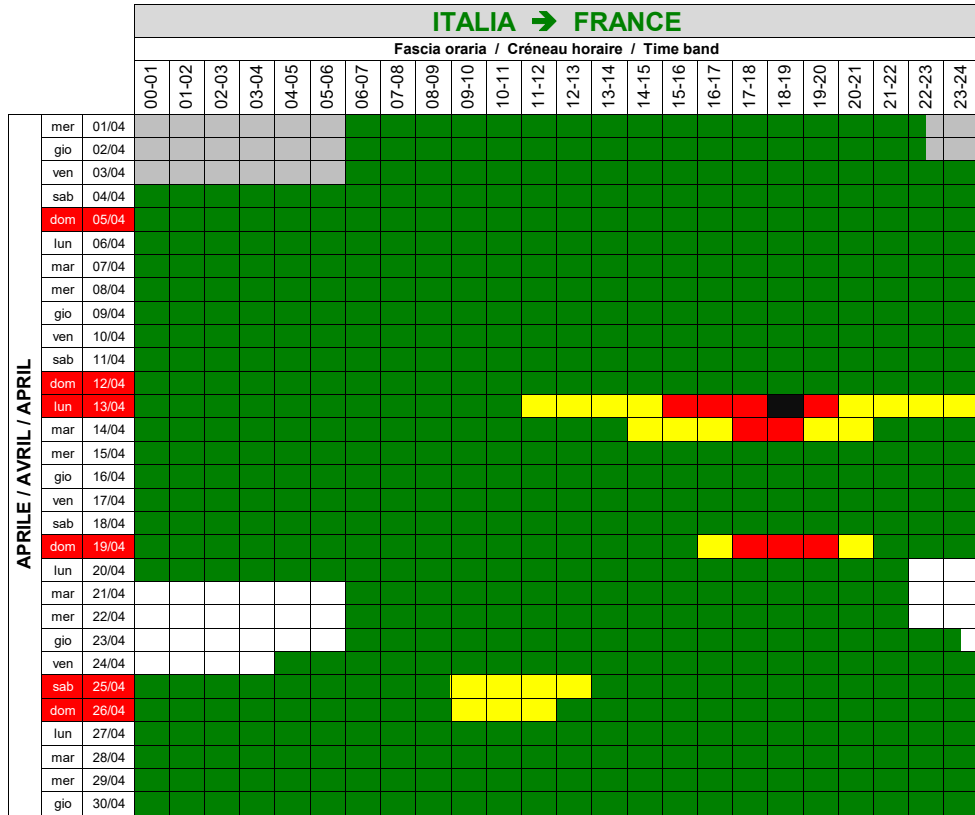 ITALIA ➔ FRANCE
Fascia oraria / Créneau horaire / Time band
00-01 01-02 02-03 03-04 04-05 05-06 06-07 07-08 08-09 09-10 10-11 11-12 12-13 13-14 14-15 15-16 16-17 17-18 18-19 19-20 20-21 21-22 22-23 23-24
APRILE / AVRIL / APRIL
mer 01/04
gio 02/04
ven 03/04
sab 04/04
dom 05/04
lun 06/04
mar 07/04
mer 08/04
gio 09/04
ven 10/04
sab 11/04
dom 12/04
lun 13/04
mar 14/04
mer 15/04
gio 16/04
ven 17/04
sab 18/04
dom 19/04
lun 20/04
mar 21/04
mer 22/04
gio 23/04
ven 24/04
sab 25/04
dom 26/04
lun 27/04
mar 28/04
mer 29/04
gio 30/04